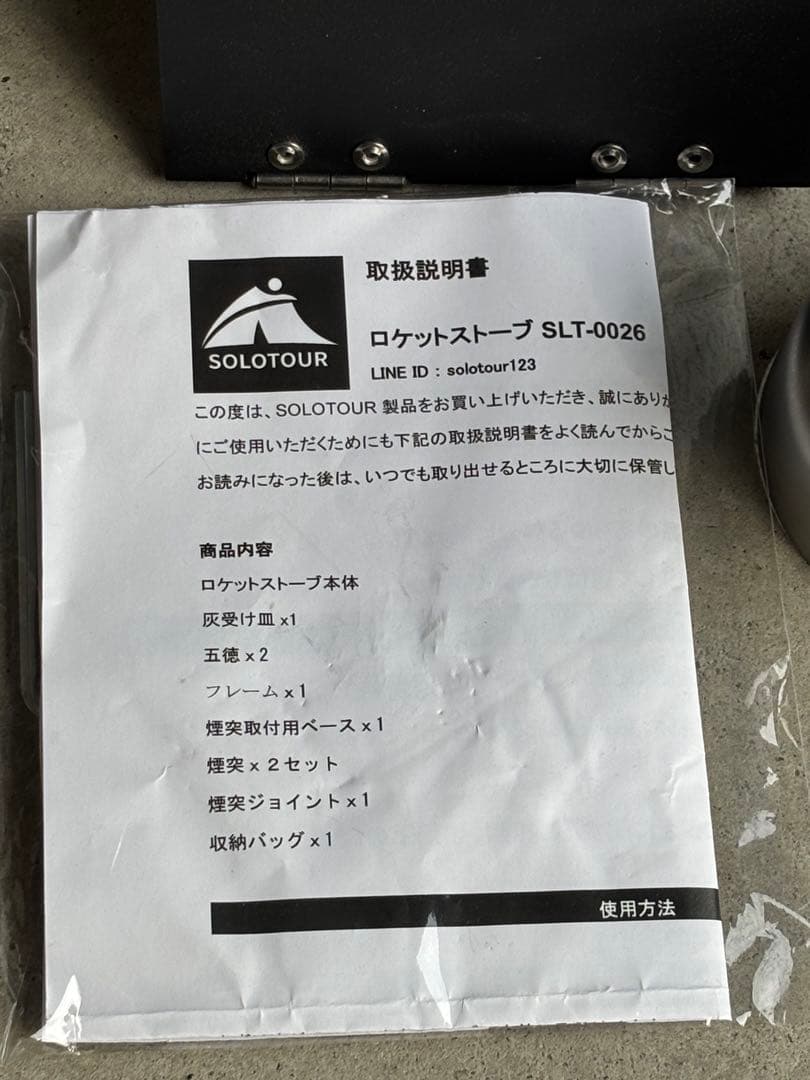 SOLOTOUR
取扱説明書
ロケットストーブ SLT-0026
LINE ID : solotour123
この度は、SOLOTOUR 製品をお買い上げいただき、誠にあり
にご使用いただくためにも下記の取扱説明書をよく読んでから
お読みになった後は、いつでも取り出せるところに大切に保管し
商品内容
ロケットストーブ本体
灰受け皿 x1
五徳 x 2
フレーム x 1
煙突取付用ベース x 1
煙突 x 2セット
煙突ジョイント x 1
収納バッグ x 1
使用方法